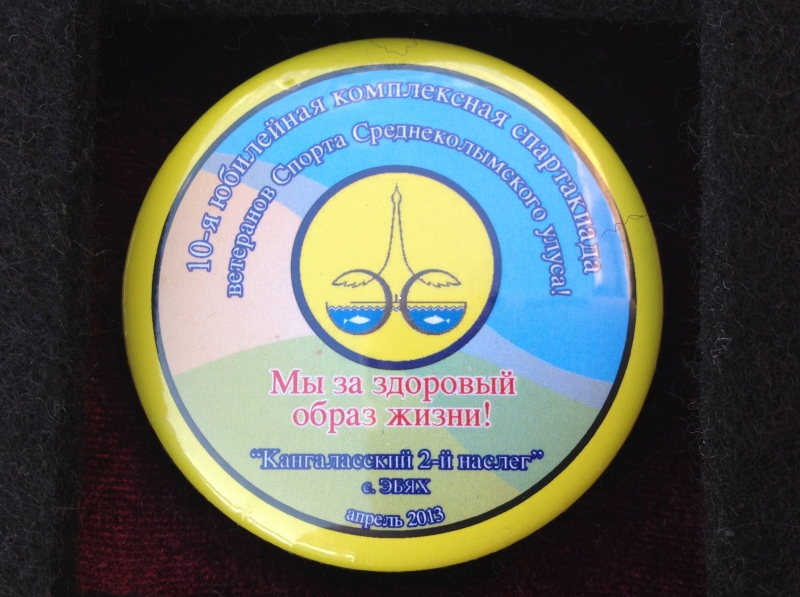 10-я юбилейная комплексная спартакиада
ветеранов Спорта Среднеколымского улуса!
Мы за здоровый
образ жизни!
“Кангаласский 2-й наслег”
с. ЭБЯХ
апрель 2013